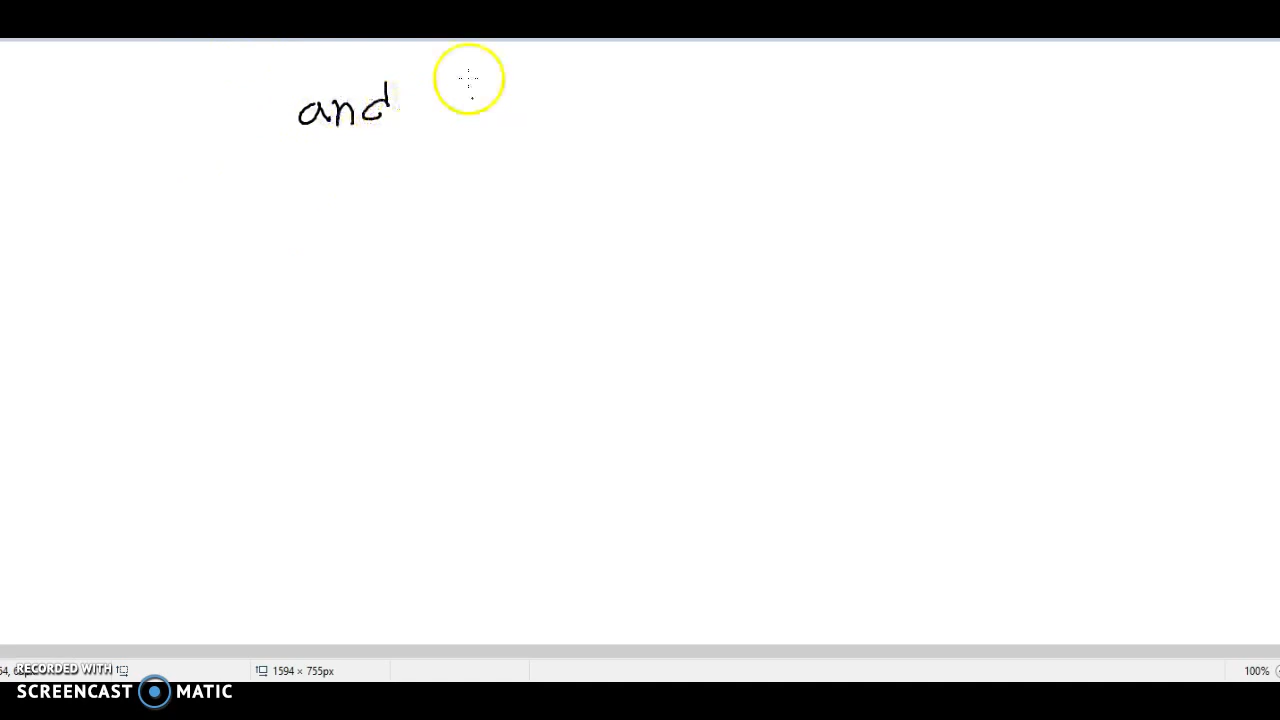 and
1594 × 755px
100%
RECORDED WITH
SCREENCAST MATIC